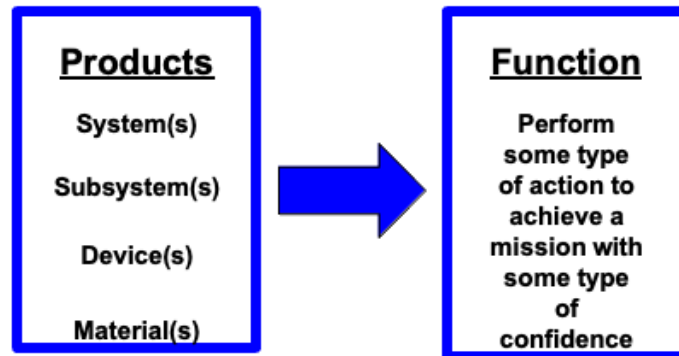 Products
System(s)
Subsystem(s)
Device(s)
Material(s)
Function
Perform
some type
of action to
achieve a
mission with
some type
of
confidence